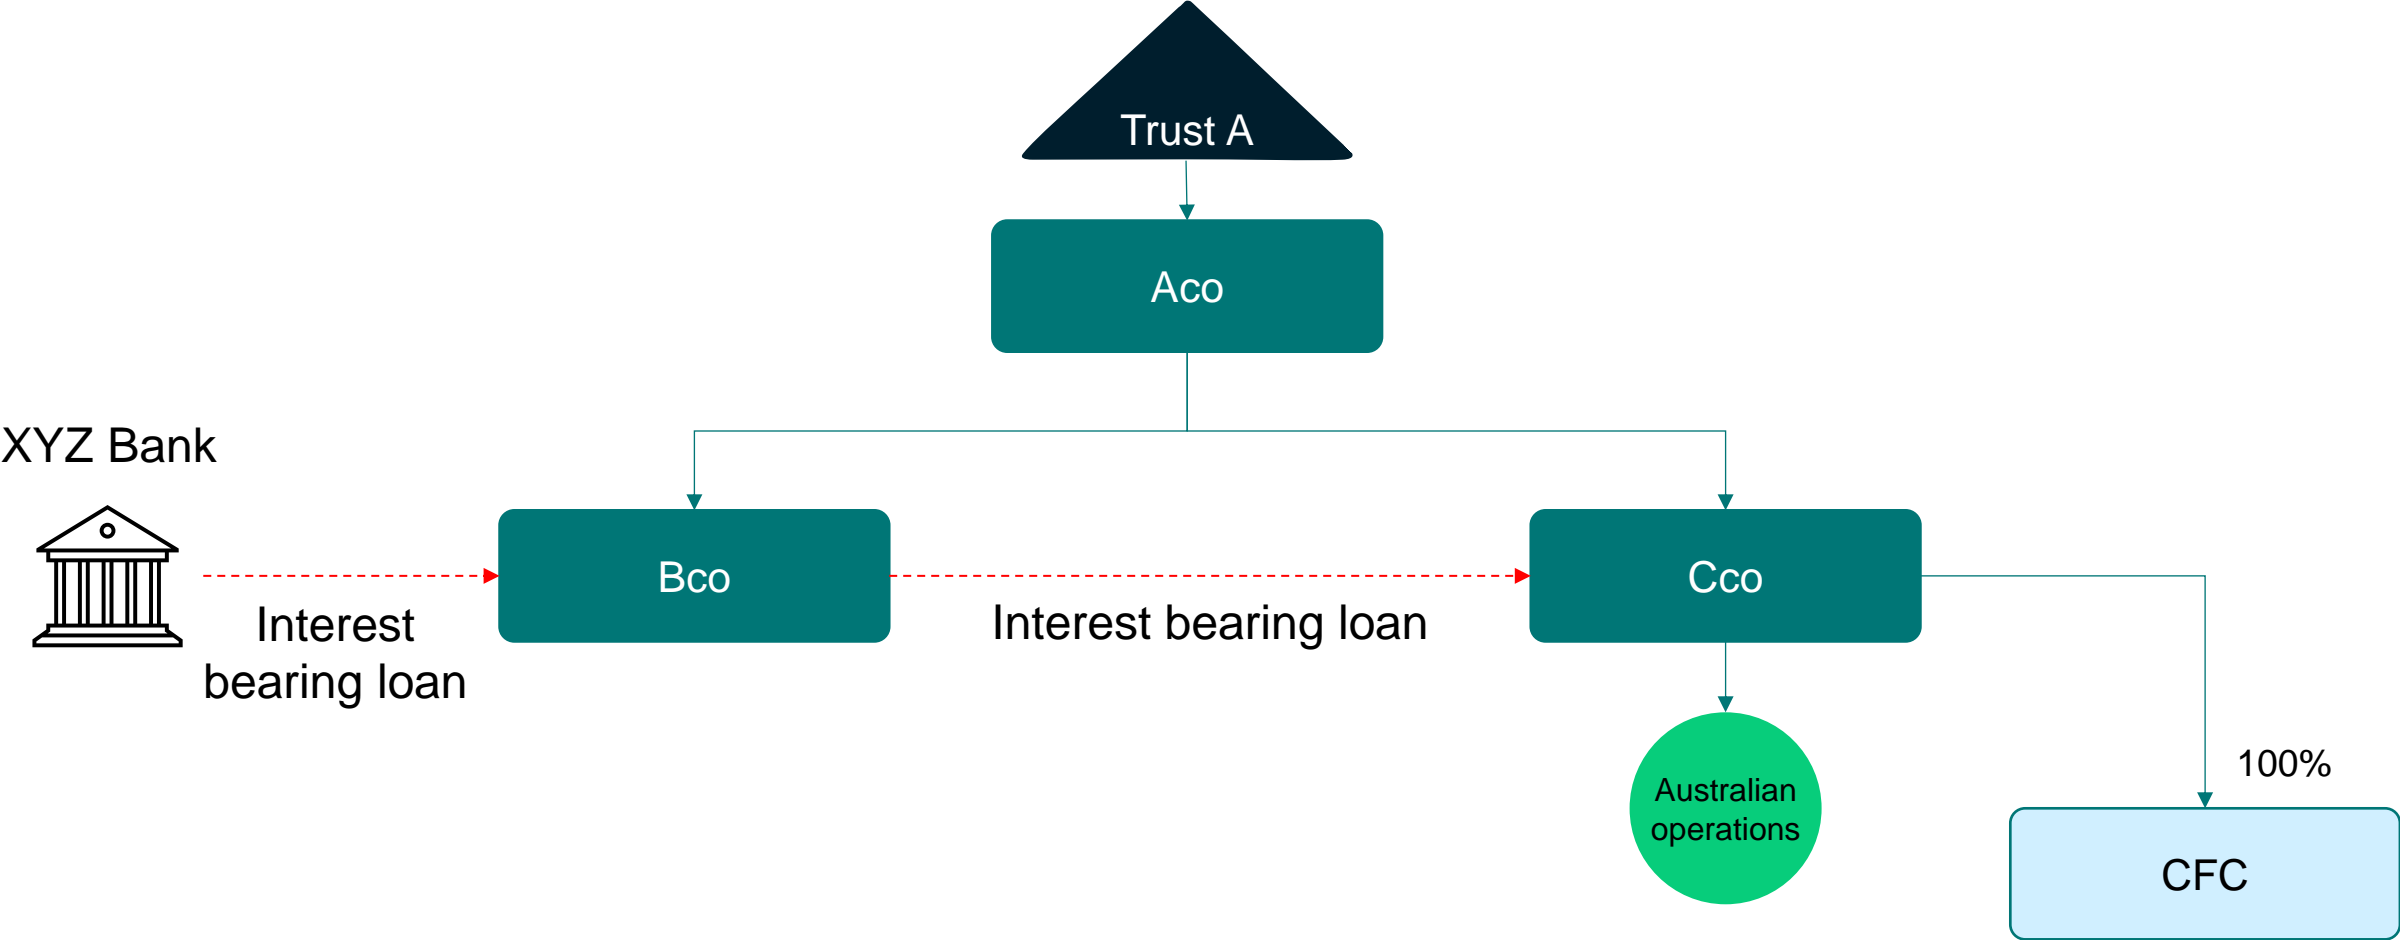 Trust A
Aco
XYZ Bank
Bco
Cco
Interest
bearing loan
Interest bearing loan
100%
Australian
operations
CFC